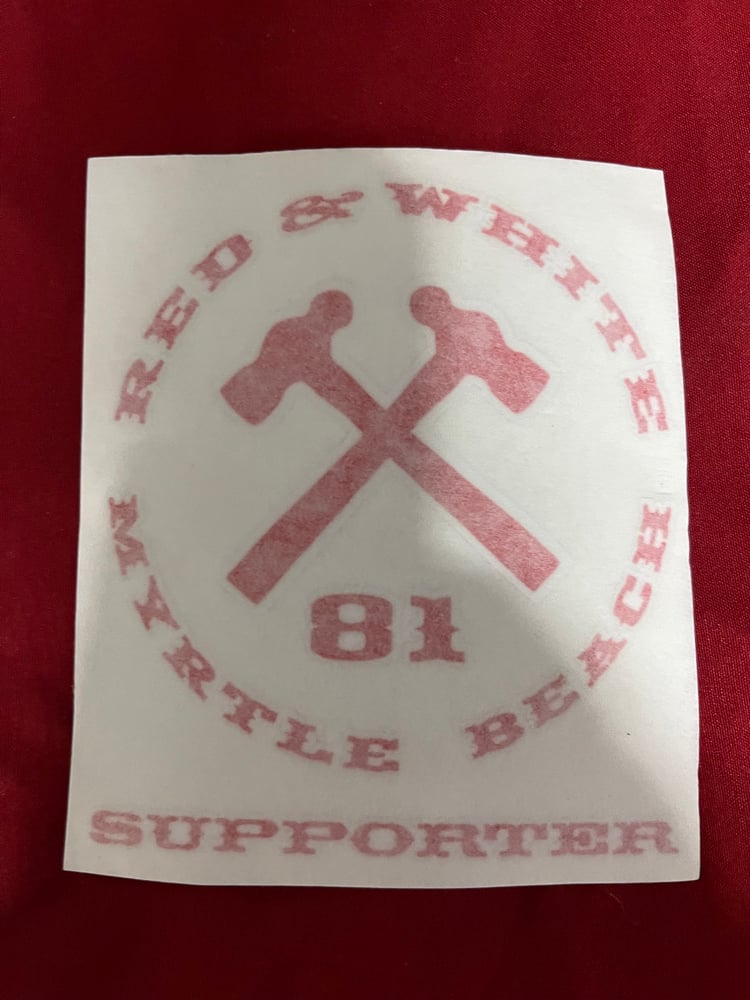 RED & WHITE
81
MYRTLE BEACH
SUPPORTER